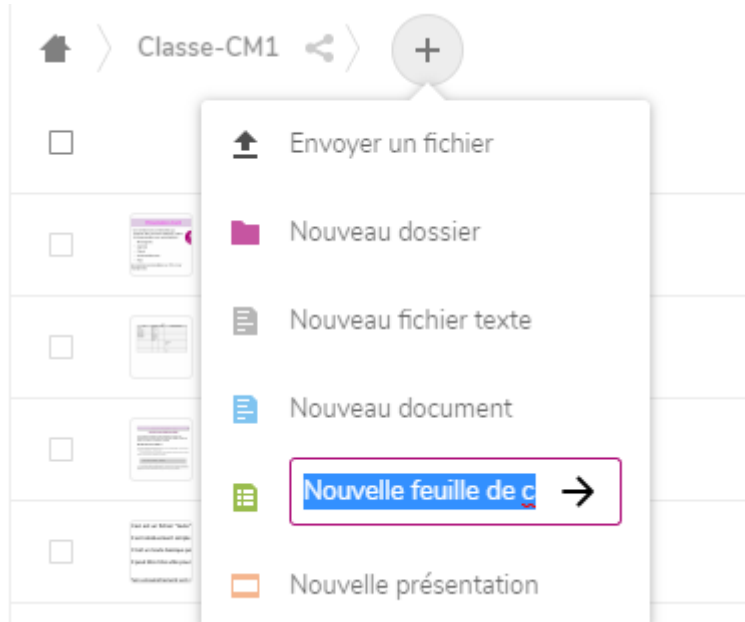 Classe-CM1
Envoyer un fichier
Nouveau dossier
Nouveau fichier texte
Nouveau document
Nouvelle feuille de c
Nouvelle présentation